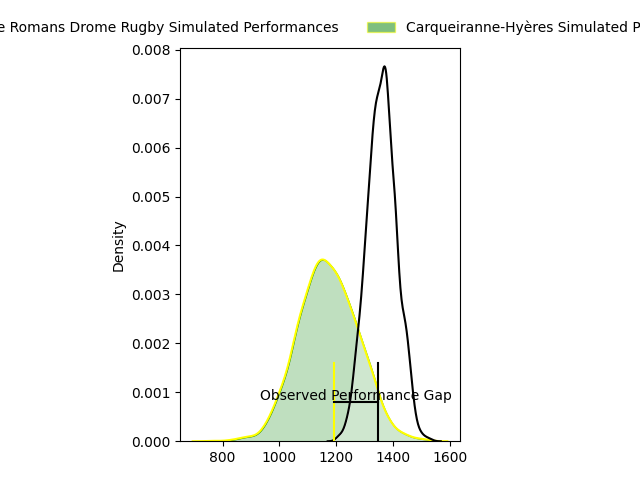 Romans Drome Rugby Simulated Performances
Carqueiranne-Hyères Simulated
0.008
0.007
0.006
0.005
0.004
0.003
0.002
0.001
0.000
Density
Observed Performance Gap
800 1000 1200 1400 1600